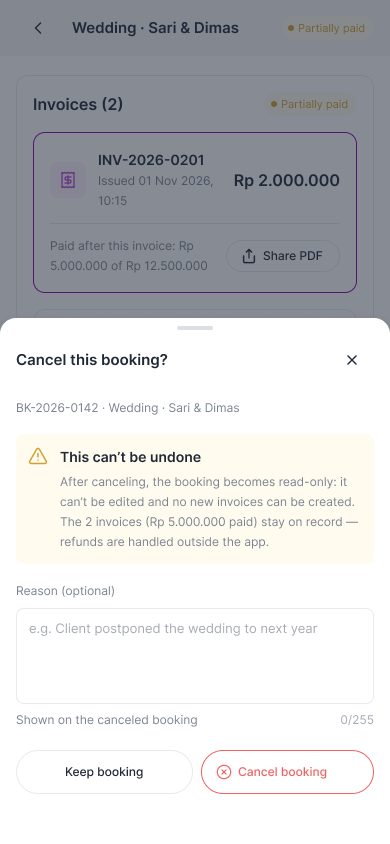 Wedding · Sari & Dimas
Partially paid
Invoices (2)
Partially paid
INV-2026-0201
Issued 01 Nov 2026,
10:15
Rp 2.000.000
Paid after this invoice: Rp
5.000.000 of Rp 12.500.000
Share PDF
Cancel this booking?
BK-2026-0142 · Wedding · Sari & Dimas
This can’t be undone
After canceling, the booking becomes read-only: it
can't be edited and no new invoices can be created.
The 2 invoices (Rp 5.000.000 paid) stay on record —
refunds are handled outside the app.
Reason (optional)
e.g. Client postponed the wedding to next year
Shown on the canceled booking
0/255
Keep booking
Cancel booking